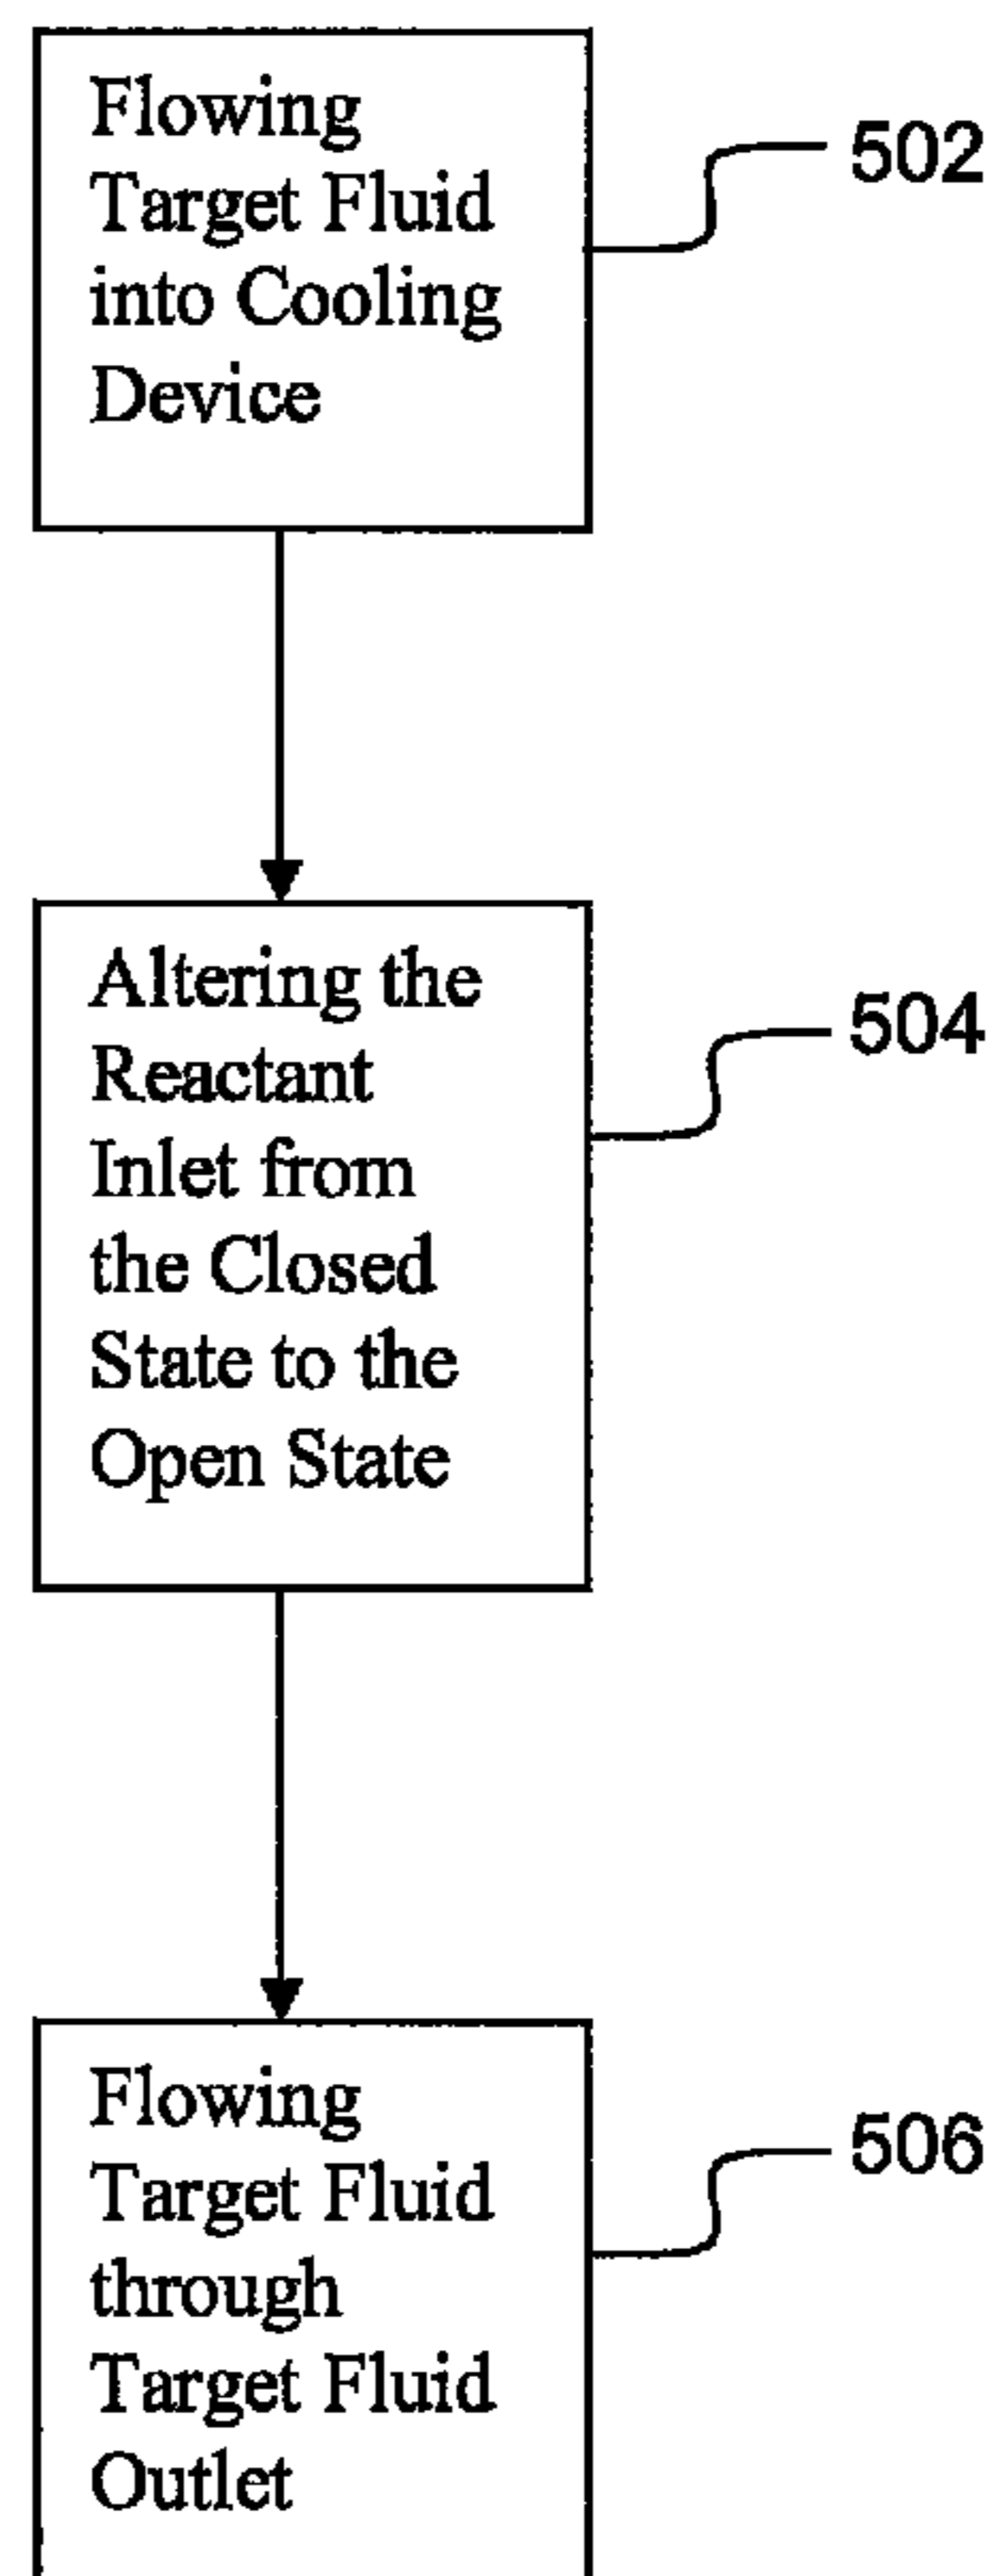 Flowing
Target Fluid
into Cooling
Device
502
Altering the
Reactant
Inlet from
the Closed
State to the
Open State
504
Flowing
Target Fluid
through
Target Fluid
Outlet
506